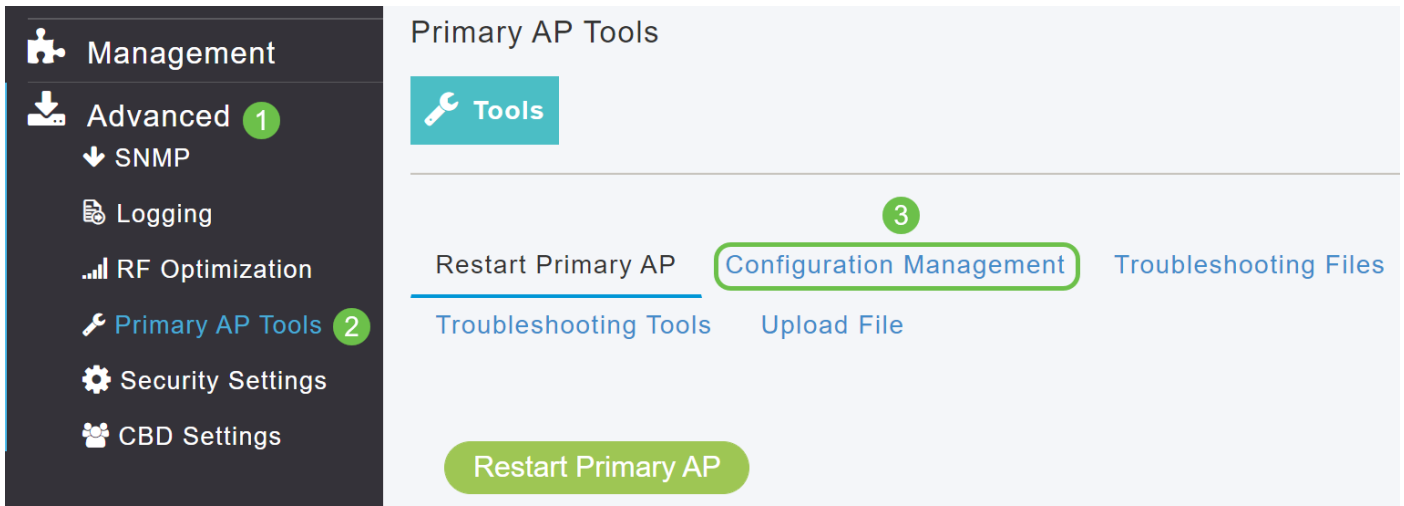 Management
Advanced 1
SNMP
Logging
RF Optimization
Primary AP Tools 2
Security Settings
CBD Settings
Primary AP Tools
Tools
3
Restart Primary AP Configuration Management Troubleshooting Files
Troubleshooting Tools Upload File
Restart Primary AP